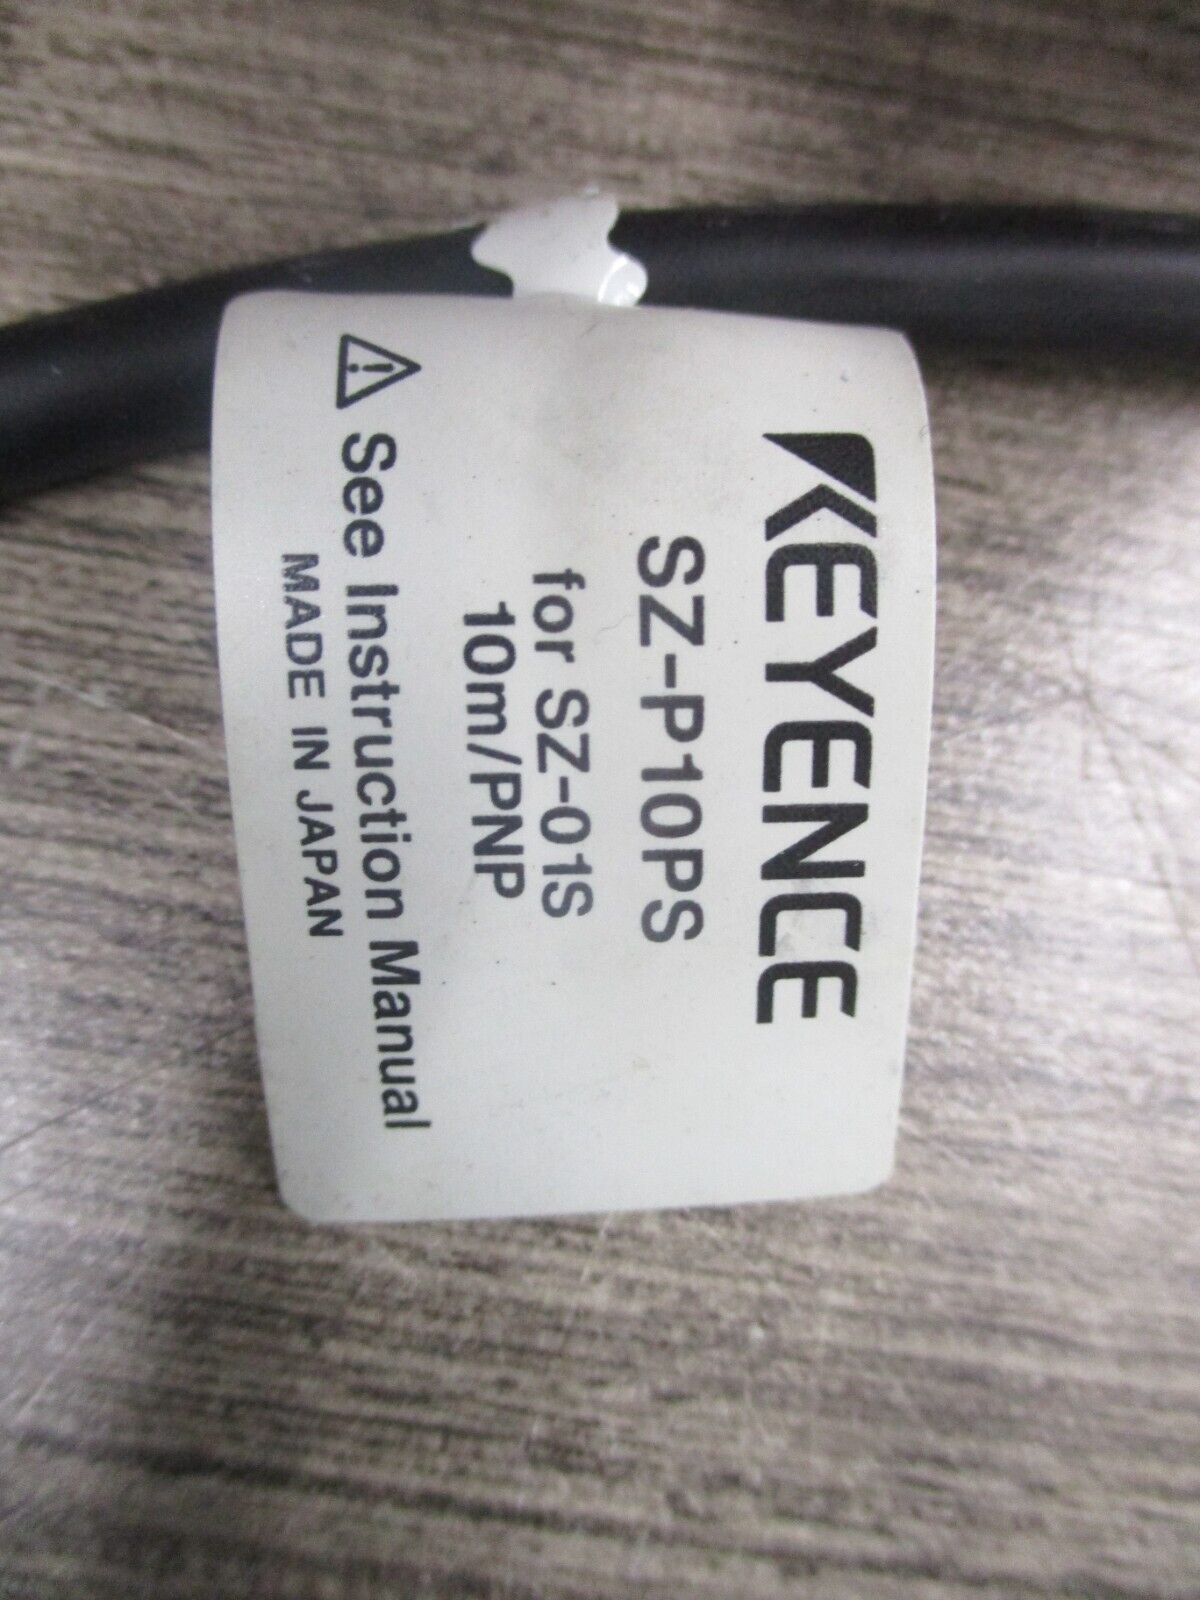 KEYENCE
SZ-P10PS
for SZ-01S
10m/PNP
See Instruction Manual
MADE IN JAPAN